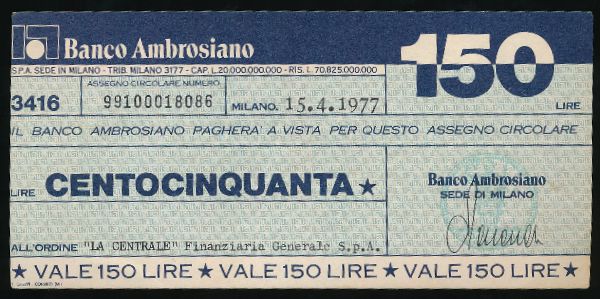 Banco Ambrosiano
150
S.P.A. SEDE IN MILANO - TRIB. MILANO 3177 - CAP. L.20.000.000.000 - RIS. L. 70.825.000.000
ASSEGNO CIRCOLARE NUMERO
3416 99100018086 MILANO. 15.4.1977 LIRE
IL BANCO AMBROSIANO PAGHERA' A VISTA PER QUESTO ASSEGNO CIRCOLARE
LIRE CENTOCINQUANTA ★
Banco Ambrosiano
SEDE DI MILANO
ALL'ORDINE "LA CENTRALE" Finanziaria Generale S.p.A.
★ VALE 150 LIRE ★ VALE 150 LIRE ★ VALE 150 LIRE ★